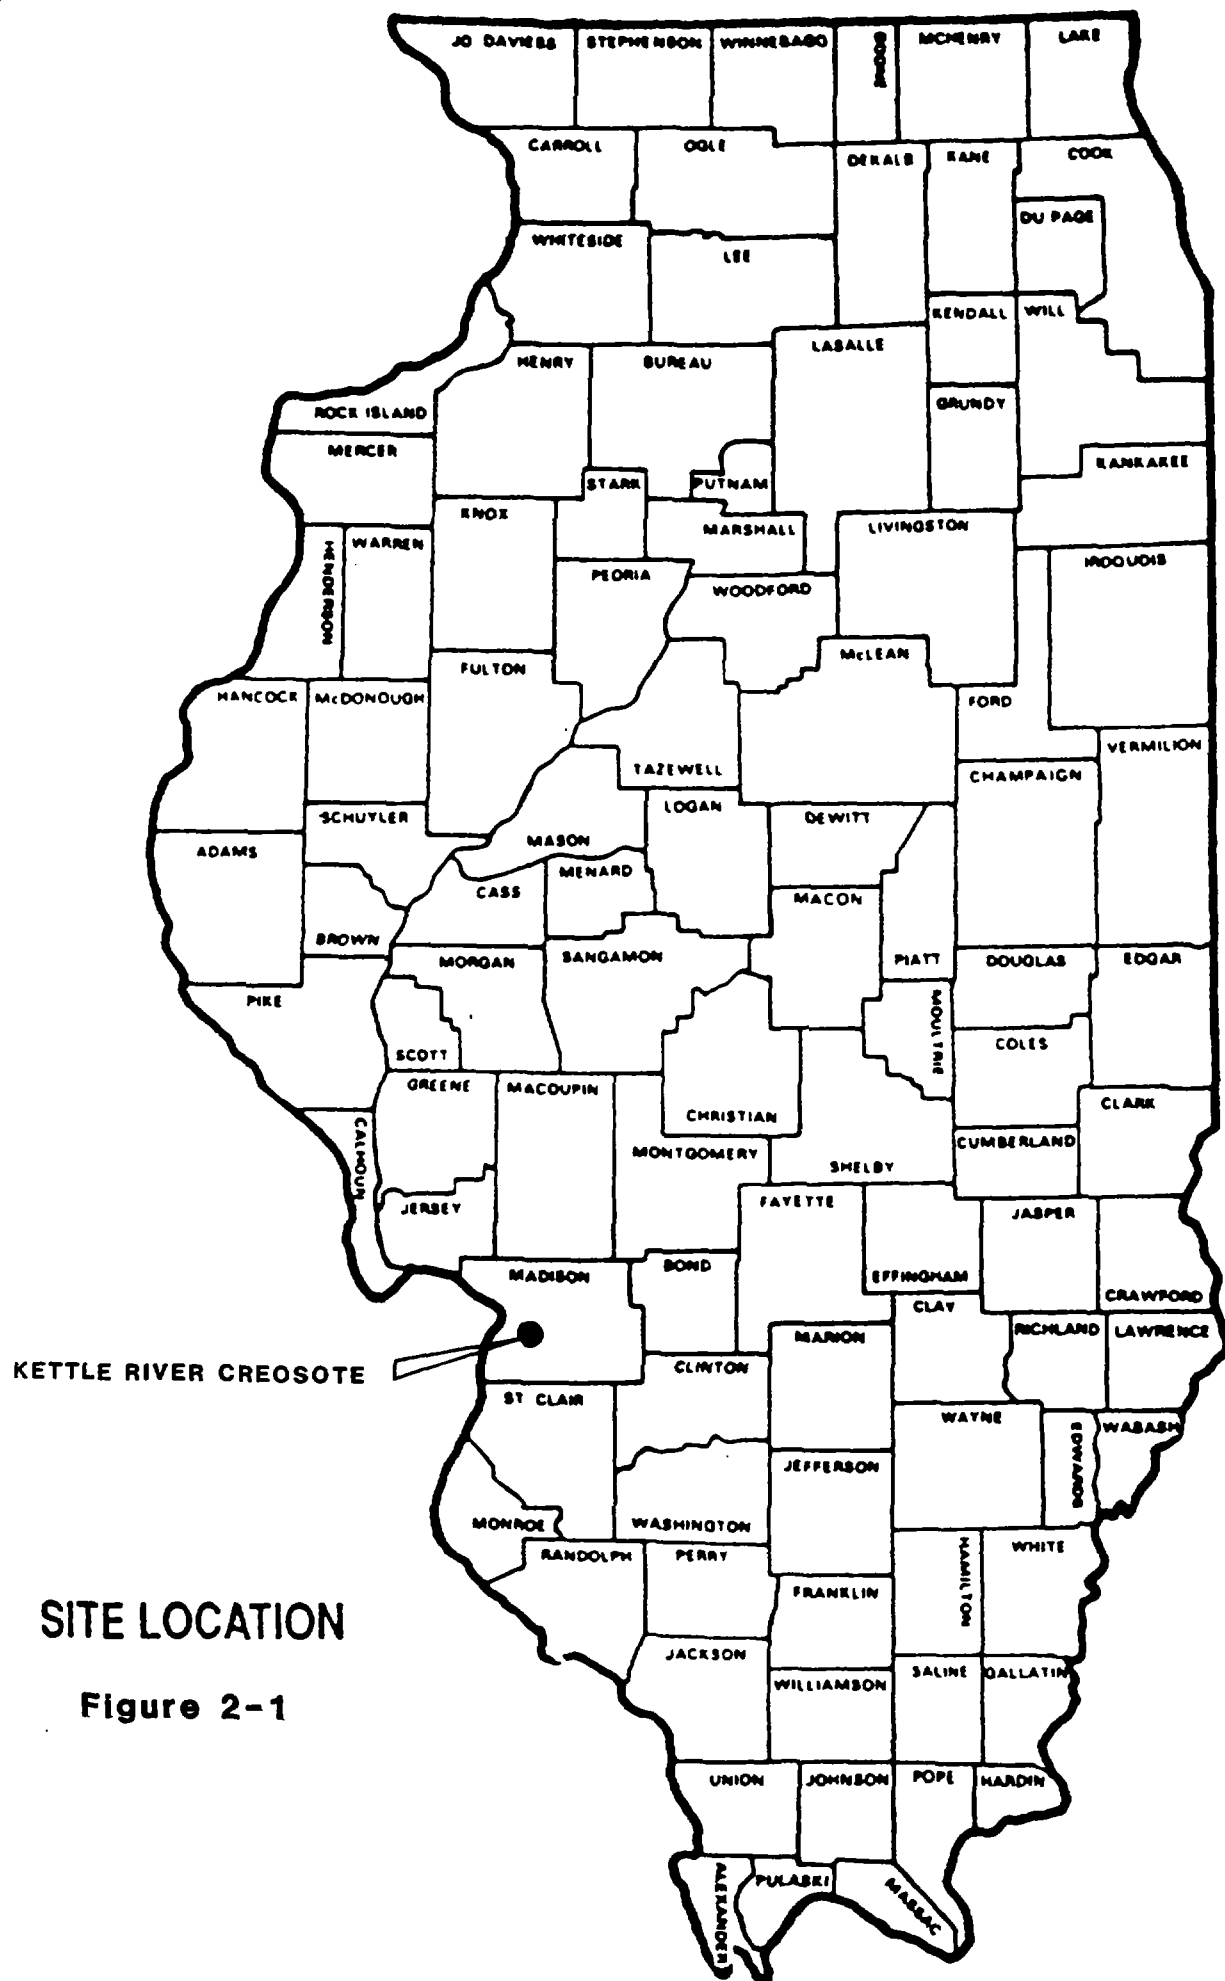 JO DAVIESS STEPHENSON WINNEBAGO BOONE MCHENRY LAKE
CARROLL OGLE DEKALB KANE COOK
DU PAGE
WHITESIDE LEE
KENDALL WILL
HENRY BUREAU LASALLE
ROCK ISLAND GRUNDY
MERCER KANKAKEE
STARK PUTNAM
KNOX MARSHALL LIVINGSTON
HENDERSON WARREN IROQUOIS
PEORIA WOODFORD
FULTON McLEAN
HANCOCK McDONOUGH FORD
VERMILION
TAZEWELL CHAMPAIGN
SCHUYLER LOGAN DEWITT
ADAMS MASON
CASS MENARD MACON
BROWN MORGAN SANGAMON PIATT DOUGLAS EDGAR
PIKE MOULTRIE
SCOTT COLES
GREENE MACOUPIN CHRISTIAN CLARK
CALHOUN MONTGOMERY SHELBY CUMBERLAND
JERSEY FAYETTE JASPER
MADISON BOND EFFINGHAM CRAWFORD
CLAY
MARION RICHLAND LAWRENCE
KETTLE RIVER CREOSOTE
CLINTON
ST CLAIR WAYNE EDWARDS WABASH
JEFFERSON
MONROE WASHINGTON
RANDOLPH PERRY HAMILTON WHITE
FRANKLIN
SITE LOCATION
JACKSON SALINE GALLATIN
WILLIAMSON
Figure 2-1
UNION JOHNSON POPE HARDIN
ALEXANDER PULASKI MASSAC